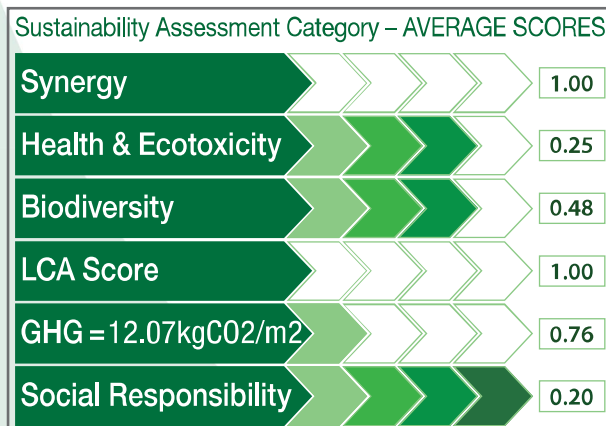 Sustainability Assessment Category – AVERAGE SCORES
Synergy 1.00
Health & Ecotoxicity 0.25
Biodiversity 0.48
LCA Score 1.00
GHG = 12.07kgCO2/m2 0.76
Social Responsibility 0.20